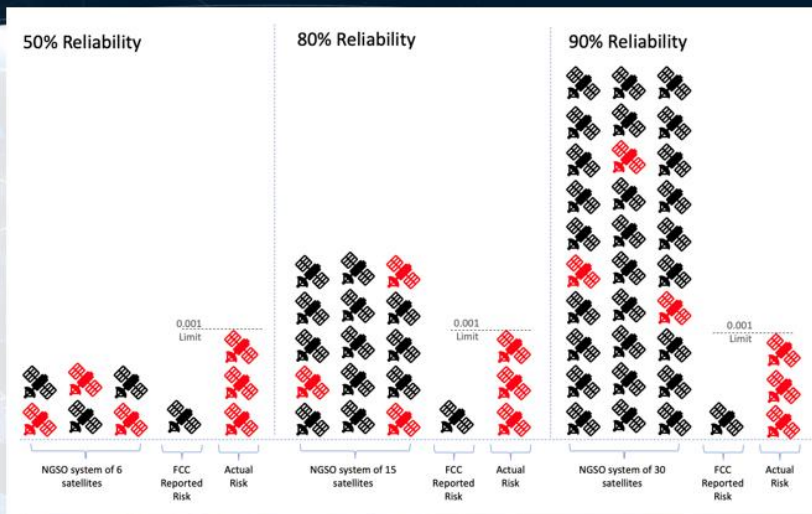 50% Reliability
80% Reliability
90% Reliability
0.001
Limit
0.001
Limit
0.001
Limit
NGSO system of 6
satellites
FCC
Reported
Risk
Actual
Risk
NGSO system of 15
satellites
FCC
Reported
Risk
Actual
Risk
NGSO system of 30
satellites
FCC
Reported
Risk
Actual
Risk